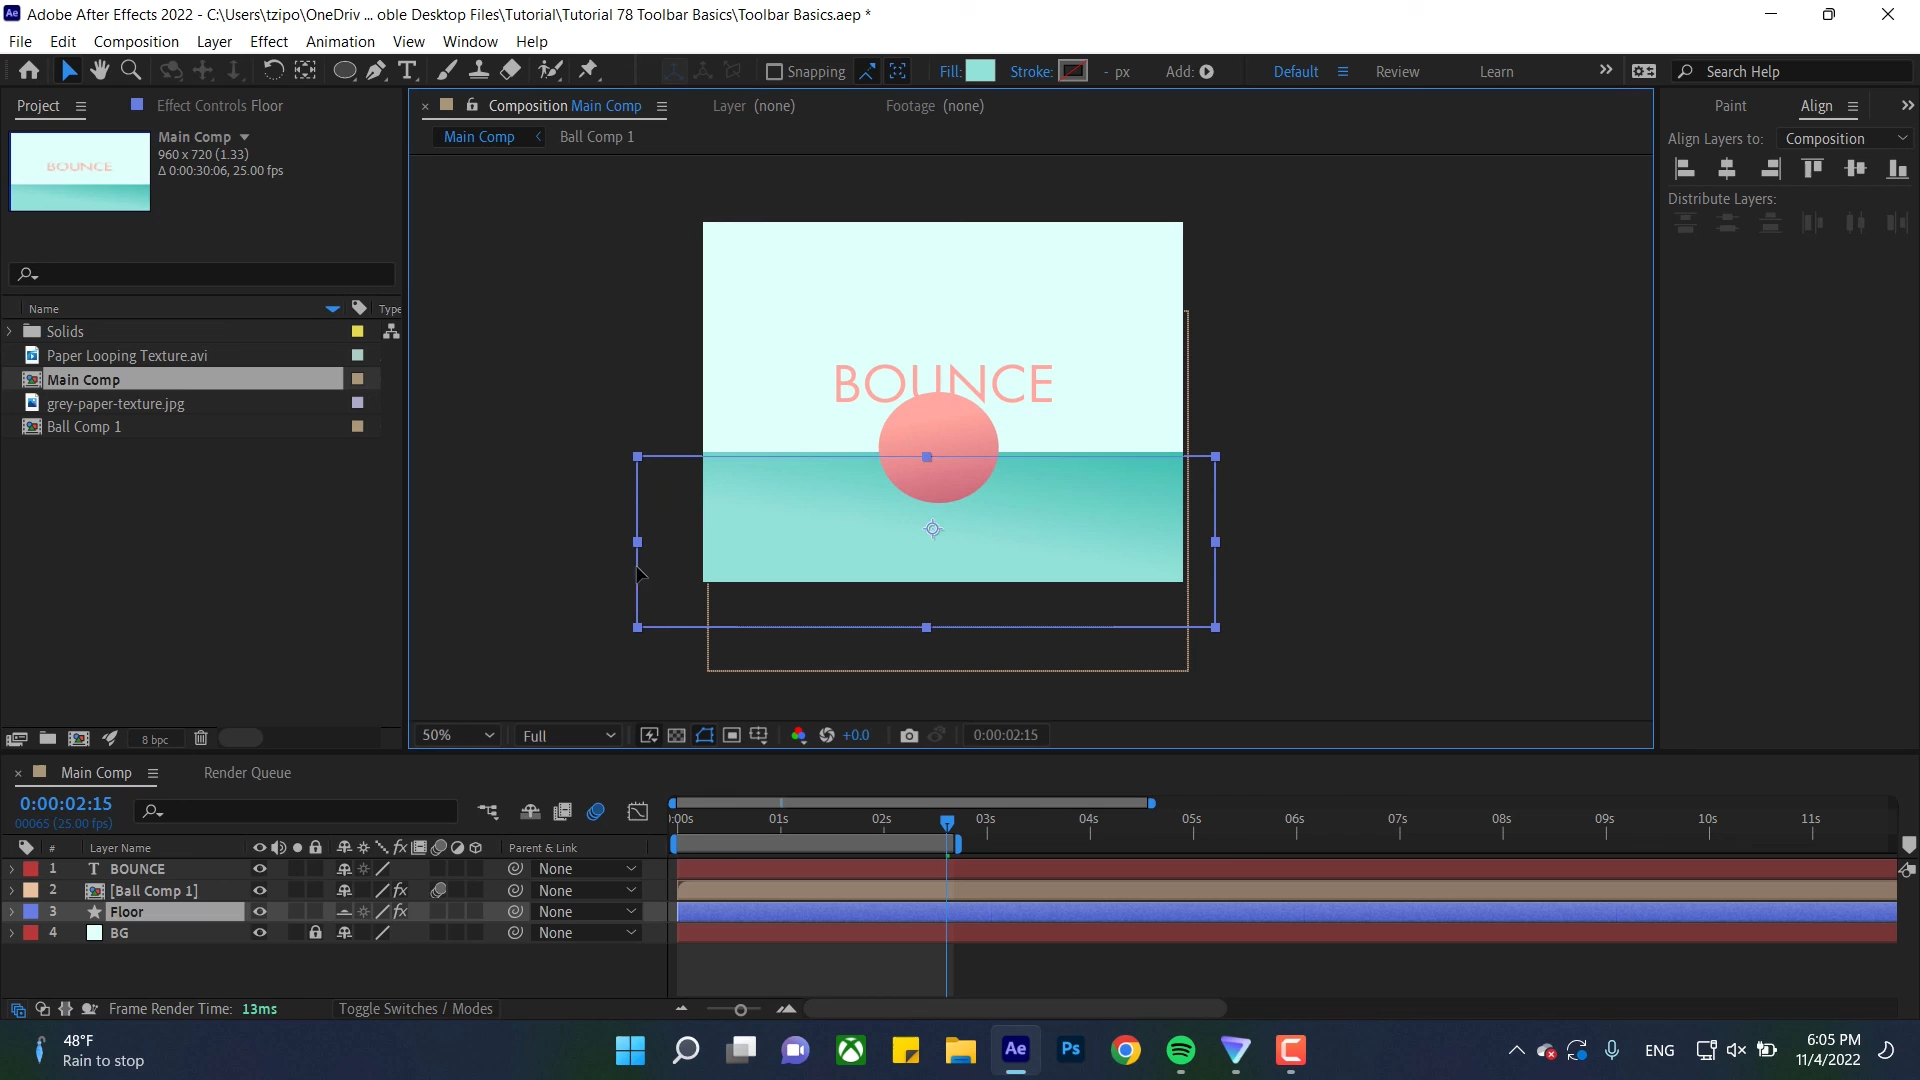 Ae Adobe After Effects 2022 - C:\Users\tzipo\OneDriv ... oble Desktop Files\Tutorial\Tutorial 78 Toolbar Basics\Toolbar Basics.aep *
File Edit Composition Layer Effect Animation View Window Help
Snapping Fill: Stroke: - px Add: Default Review Learn Search Help
Project Effect Controls Floor
Main Comp
960 x 720 (1.33)
Δ 0:00:30:06, 25.00 fps
BOUNCE
Name Type
Solids
Paper Looping Texture.avi
Main Comp
grey-paper-texture.jpg
Ball Comp 1
8 bpc
Composition Main Comp Layer (none) Footage (none)
Main Comp Ball Comp 1
BOUNCE
50% Full +0.0 0:00:02:15
Paint Align
Align Layers to: Composition
Distribute Layers:
Main Comp Render Queue
0:00:02:15
00065 (25.00 fps)
):00s 01s 02s 03s 04s 05s 06s 07s 08s 09s 10s 11s
# Layer Name fx Parent & Link
1 T BOUNCE None
2 [Ball Comp 1] fx None
3 Floor fx None
4 BG None
Frame Render Time: 13ms Toggle Switches / Modes
48°F
Rain to stop
Ae Ps
ENG
6:05 PM
11/4/2022